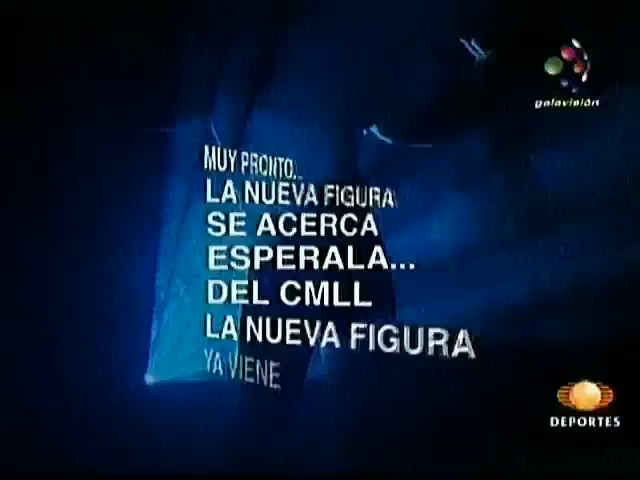 galavisión
MUY PRONTO...
LA NUEVA FIGURA
SE ACERCA
ESPERALA...
DEL CMLL
LA NUEVA FIGURA
YA VIENE
DEPORTES